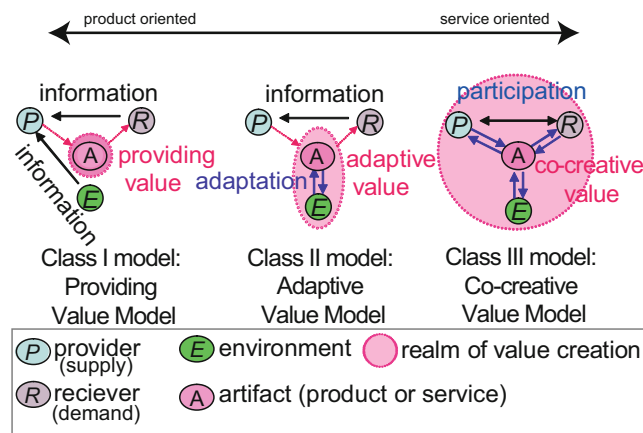 product oriented
service oriented
information
P
R
A
providing
value
information
E
Class I model:
Providing
Value Model
information
P
R
A
adaptation
adaptive
value
E
Class II model:
Adaptive
Value Model
participation
P
R
A
co-creative
value
E
Class III model:
Co-creative
Value Model
P provider
(supply)
E environment
realm of value creation
R reciever
(demand)
A artifact (product or service)